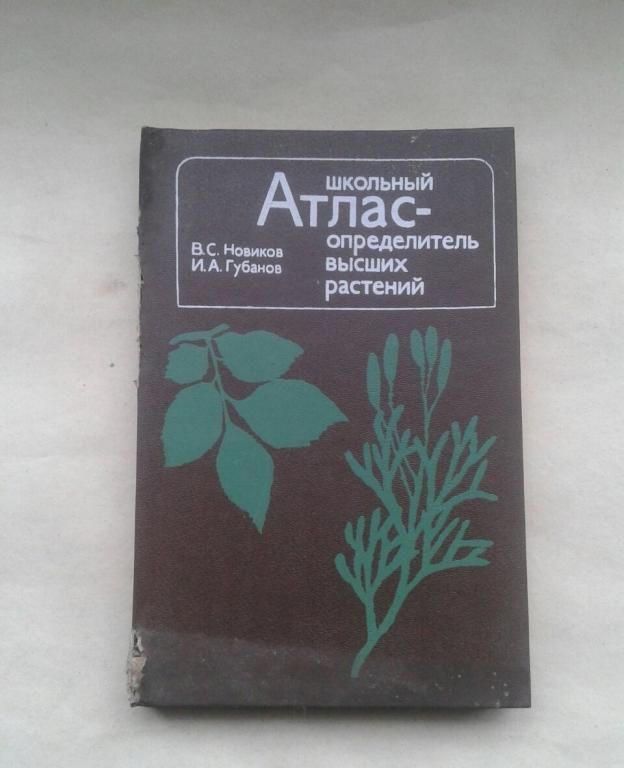 школьный
Атлас-
определитель
высших
растений
В.С. Новиков
И.А. Губанов